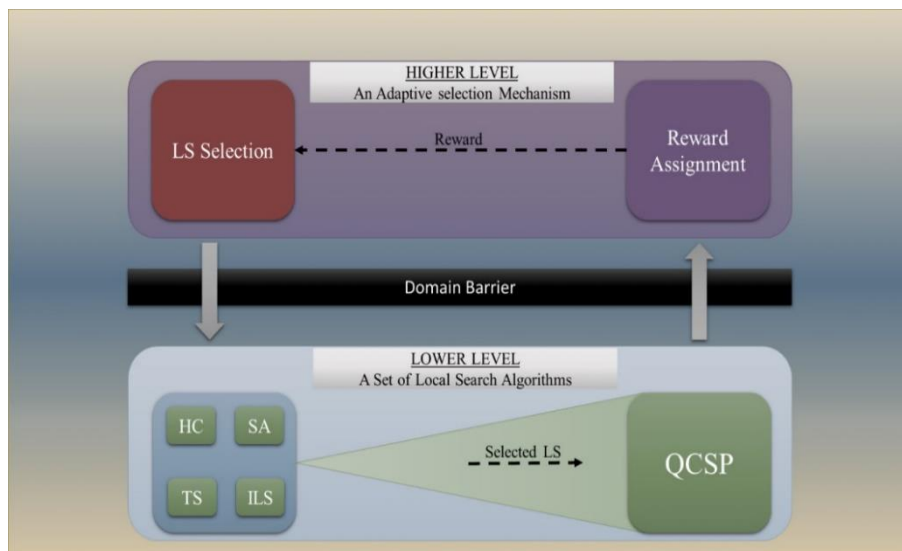 HIGHER LEVEL
An Adaptive selection Mechanism
LS Selection
Reward
Reward
Assignment
Domain Barrier
LOWER LEVEL
A Set of Local Search Algorithms
HC
SA
TS
ILS
Selected LS
QCSP